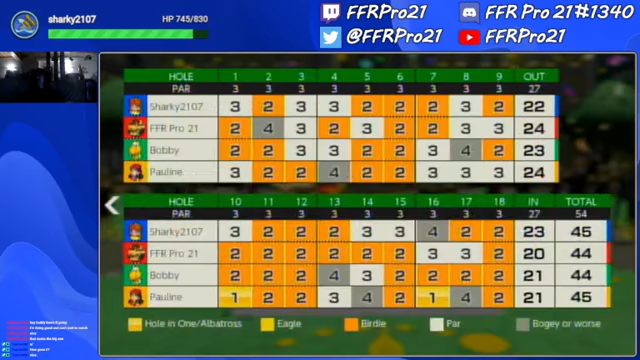 sharky2107 HP 745/830
FFRPro21 FFR Pro 21#1340
@FFRPro21 FFRPro21
HOLE 1 2 3 4 5 6 7 8 9 OUT
PAR 3 3 3 3 3 3 3 3 3 27
Sharky2107 3 2 3 3 2 2 2 3 2 22
FFR Pro 21 2 4 3 2 3 2 2 3 3 24
Bobby 2 2 3 3 2 2 3 4 2 23
Pauline 3 2 2 4 2 2 3 3 3 24
HOLE 10 11 12 13 14 15 16 17 18 IN TOTAL
PAR 3 3 3 3 3 3 3 3 3 27 54
Sharky2107 3 2 2 2 3 3 4 2 2 23 45
FFR Pro 21 2 2 2 2 2 2 3 3 2 20 44
Bobby 2 2 2 4 3 2 2 2 2 21 44
Pauline 1 2 2 3 4 2 1 4 2 21 45
Hole in One/Albatross Eagle Birdie Par Bogey or worse